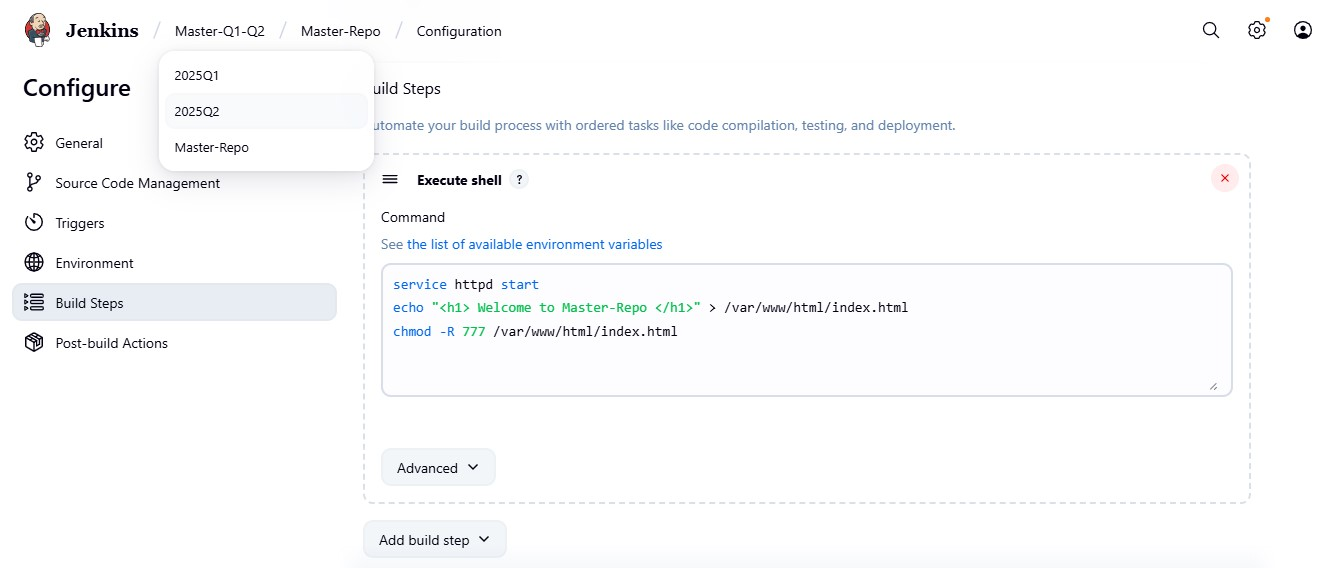 Jenkins / Master-Q1-Q2 / Master-Repo / Configuration
2025Q1
2025Q2
Master-Repo
Configure
General
Source Code Management
Triggers
Environment
Build Steps
Post-build Actions
uild Steps
utomate your build process with ordered tasks like code compilation, testing, and deployment.
Execute shell ?
Command
See the list of available environment variables
service httpd start
echo "<h1> Welcome to Master-Repo </h1>" > /var/www/html/index.html
chmod -R 777 /var/www/html/index.html
Advanced
Add build step